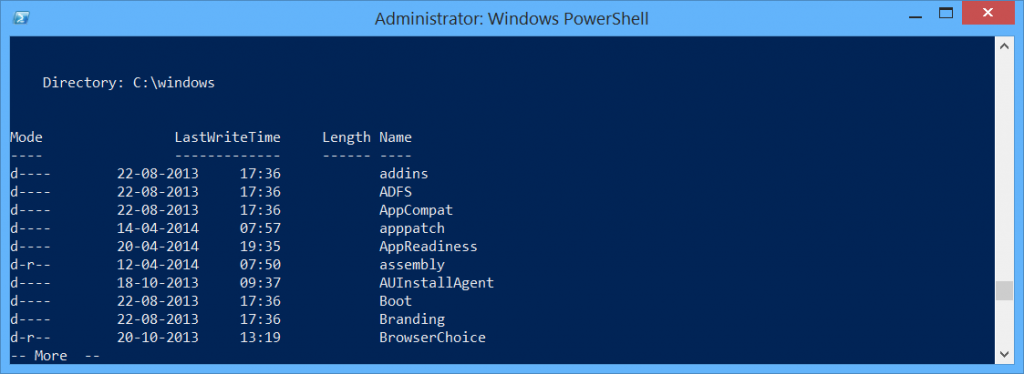 Administrator: Windows PowerShell
Directory: C:\windows
Mode                LastWriteTime     Length Name
----                -------------     ------ ----
d----        22-08-2013     17:36            addins
d----        22-08-2013     17:36            ADFS
d----        22-08-2013     17:36            AppCompat
d----        14-04-2014     07:57            apppatch
d----        20-04-2014     19:35            AppReadiness
d-r--        12-04-2014     07:50            assembly
d----        18-10-2013     09:37            AUInstallAgent
d----        22-08-2013     17:36            Boot
d----        22-08-2013     17:36            Branding
d-r--        20-10-2013     13:19            BrowserChoice
-- More  --